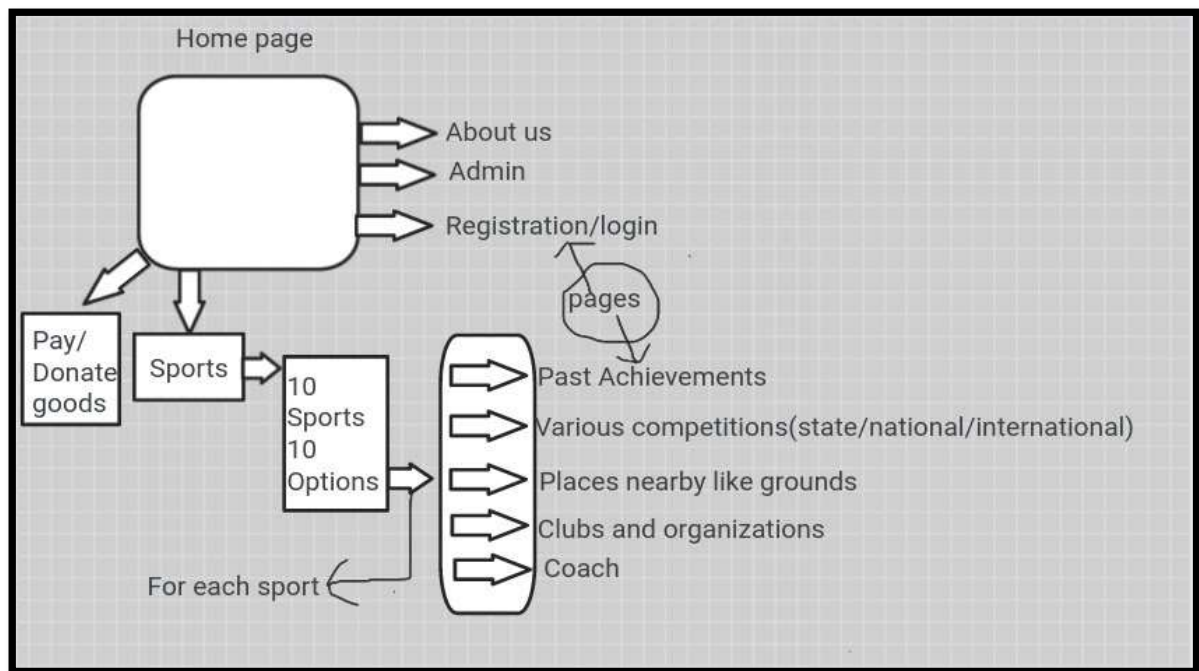 Home page
About us
Admin
Registration/login
pages
Pay/
Donate
goods
Sports
10
Sports
10
Options
Past Achievements
Various competitions(state/national/international)
Places nearby like grounds
Clubs and organizations
Coach
For each sport